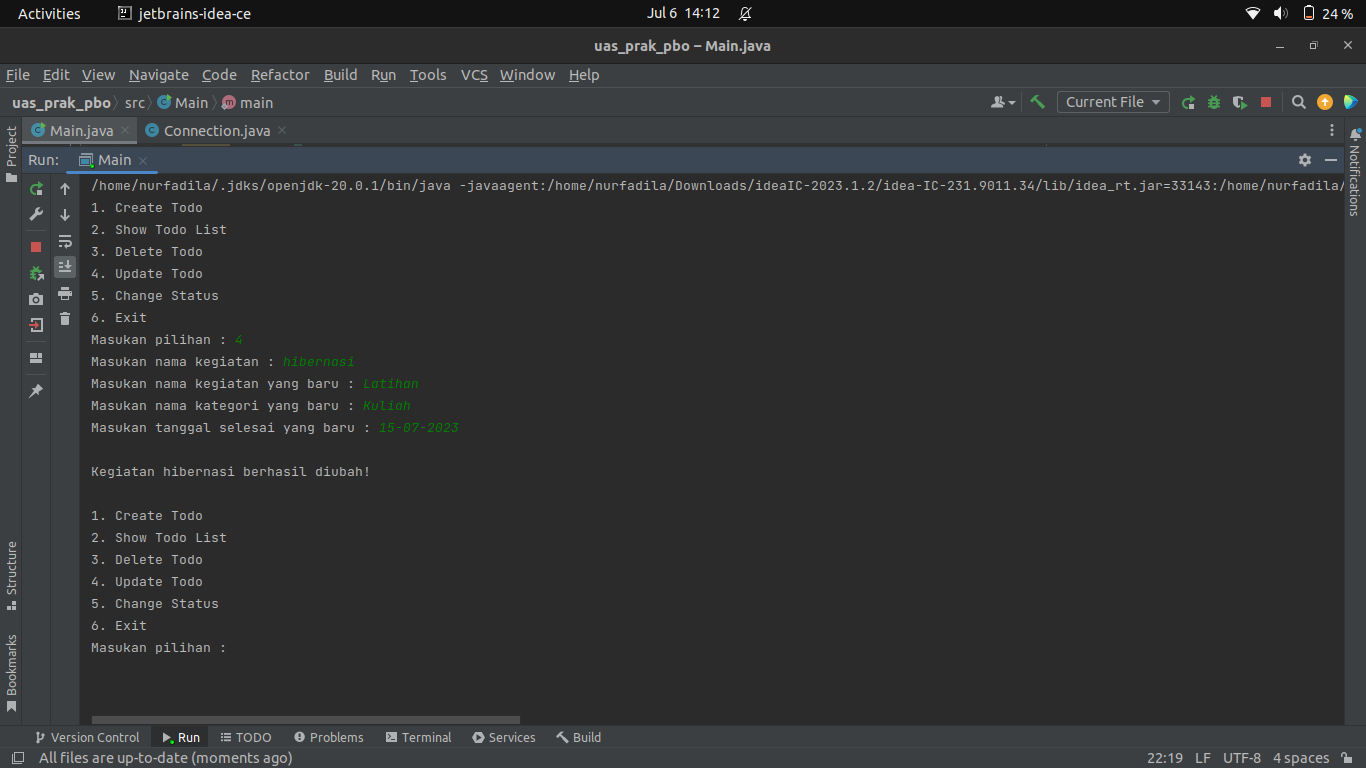 Activities jetbrains-idea-ce Jul 6 14:12 24 %
uas_prak_pbo – Main.java
File Edit View Navigate Code Refactor Build Run Tools VCS Window Help
uas_prak_pbo src Main main Current File
Main.java Connection.java
Project
Notifications
Run: Main
/home/nurfadila/.jdks/openjdk-20.0.1/bin/java -javaagent:/home/nurfadila/Downloads/ideaIC-2023.1.2/idea-IC-231.9011.34/lib/idea_rt.jar=33143:/home/nurfadila/
1. Create Todo
2. Show Todo List
3. Delete Todo
4. Update Todo
5. Change Status
6. Exit
Masukan pilihan : 4
Masukan nama kegiatan : hibernasi
Masukan nama kegiatan yang baru : Latihan
Masukan nama kategori yang baru : Kuliah
Masukan tanggal selesai yang baru : 15-07-2023
Kegiatan hibernasi berhasil diubah!
1. Create Todo
2. Show Todo List
3. Delete Todo
4. Update Todo
5. Change Status
6. Exit
Masukan pilihan :
Structure
Bookmarks
Version Control Run TODO Problems Terminal Services Build
All files are up-to-date (moments ago) 22:19 LF UTF-8 4 spaces